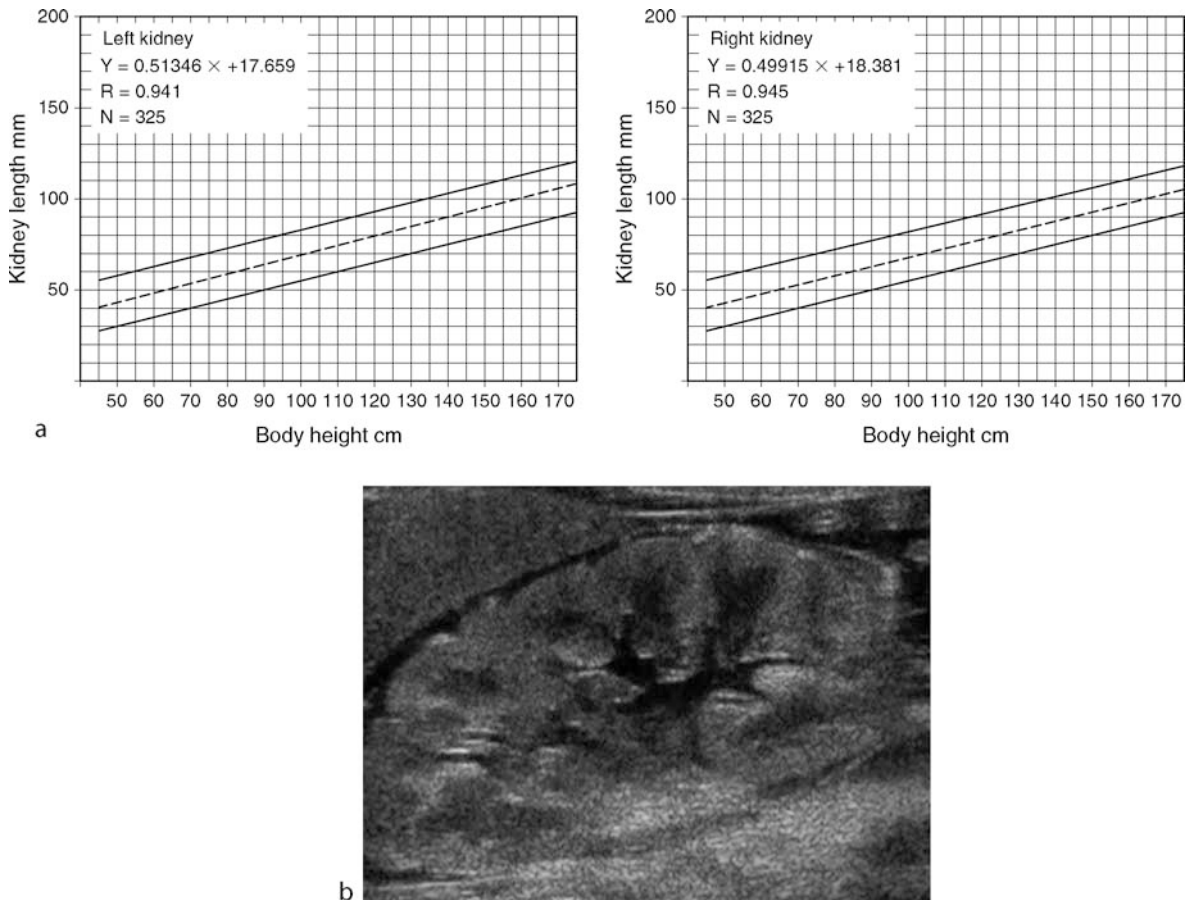 200
150
100
50
Kidney length mm
Left kidney
Y = 0.51346 × +17.659
R = 0.941
N = 325
50 60 70 80 90 100 110 120 130 140 150 160 170
Body height cm
200
150
100
50
Kidney length mm
Right kidney
Y = 0.49915 × +18.381
R = 0.945
N = 325
50 60 70 80 90 100 110 120 130 140 150 160 170
Body height cm
a
b